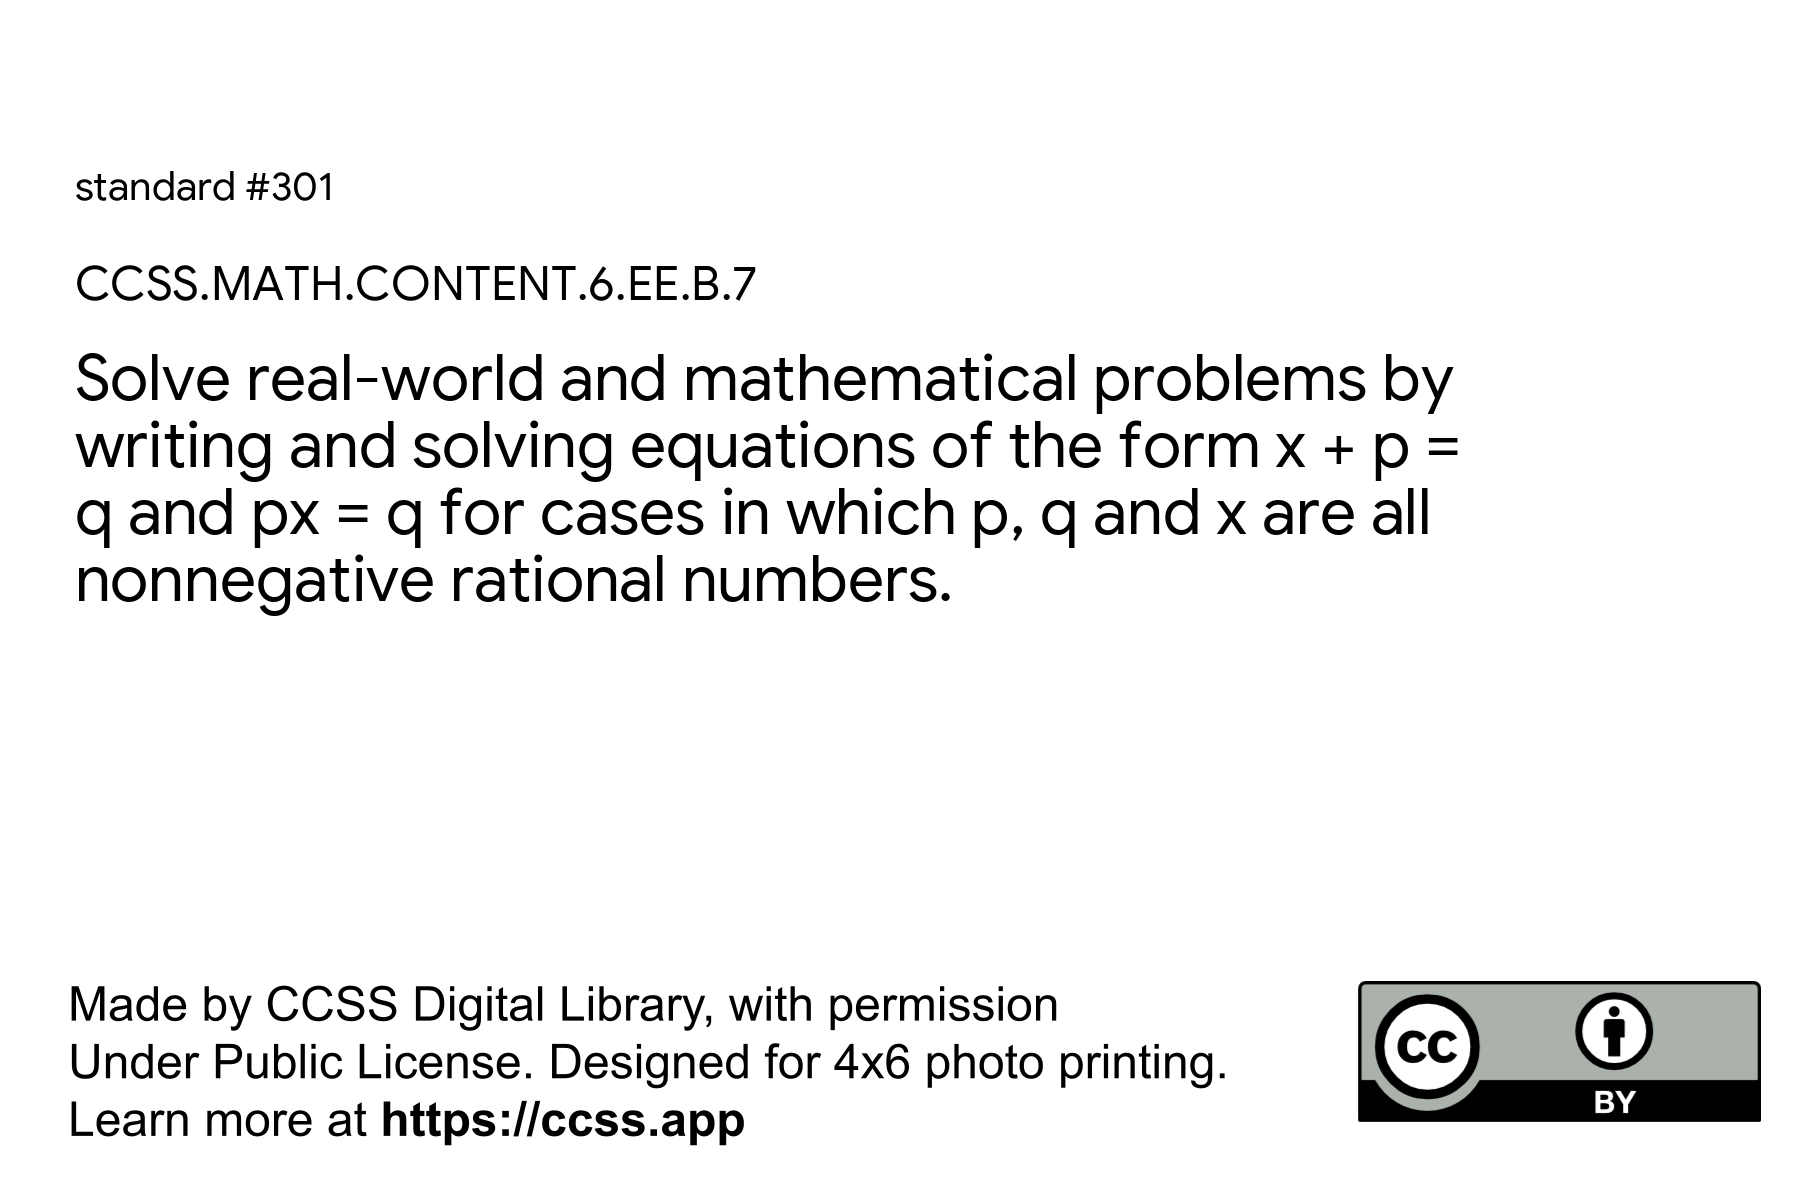 standard #301
CCSS.MATH.CONTENT.6.EE.B.7
Solve real-world and mathematical problems by
writing and solving equations of the form x + p =
q and px = q for cases in which p, q and x are all
nonnegative rational numbers.
Made by CCSS Digital Library, with permission
Under Public License. Designed for 4x6 photo printing.
Learn more at https://ccss.app
CC
BY